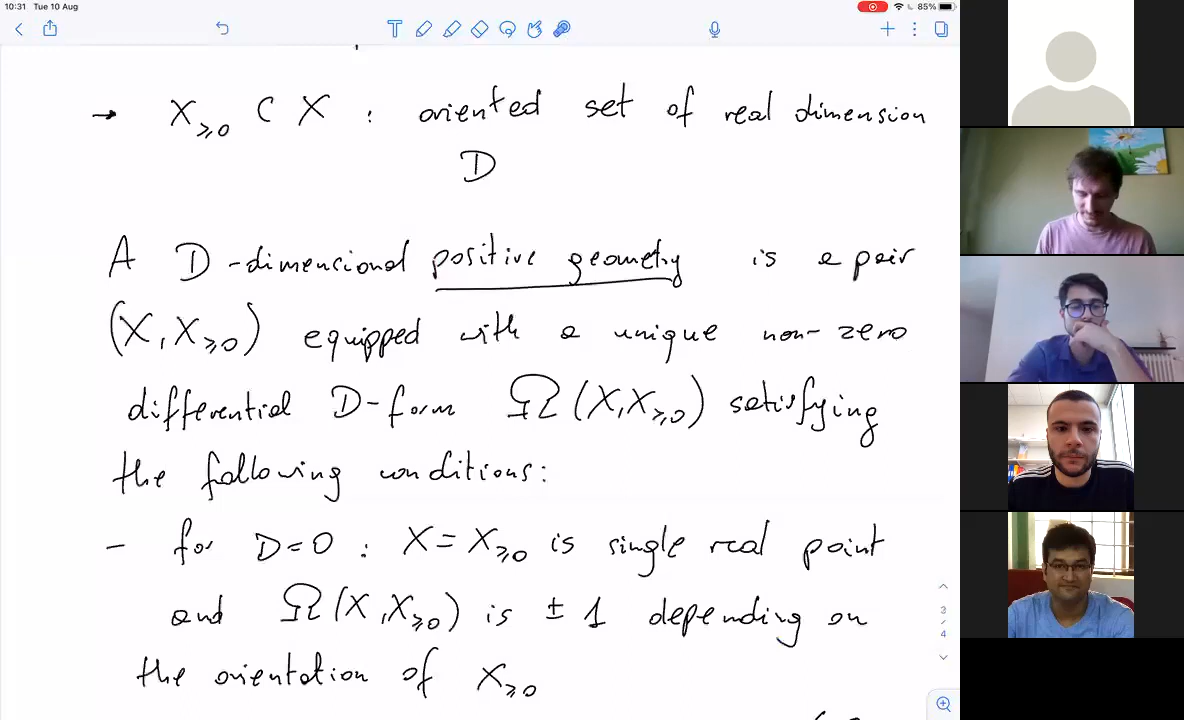 10:31 Tue 10 Aug
85%
T
→ X≥0 ⊂ X : oriented set of real dimension
D
A D-dimensional positive geometry is a pair
(X, X≥0) equipped with a unique non-zero
differential D-form Ω(X, X≥0) satisfying
the following conditions:
- for D=0 : X = X≥0 is single real point
and Ω(X, X≥0) is ±1 depending on
the orientation of X≥0
3
/
4